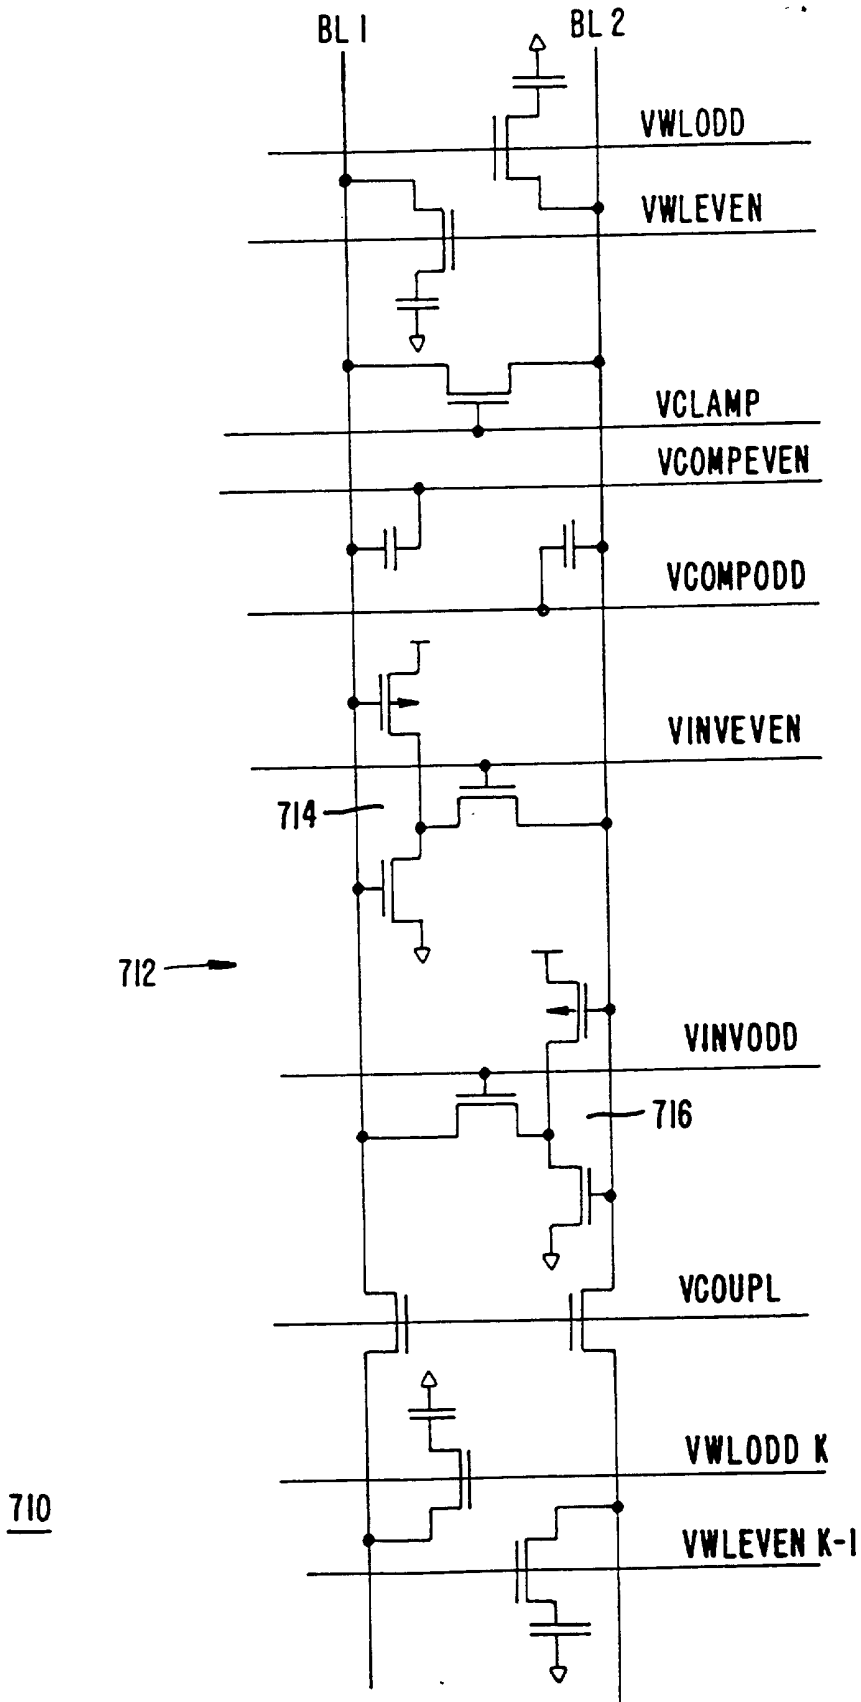 BL 1
BL 2
VWLODD
VWLEVEN
VCLAMP
VCOMPEVEN
VCOMPODD
VINVEVEN
714
712
VINVODD
716
VCOUPL
VWLODD K
710
VWLEVEN K-1